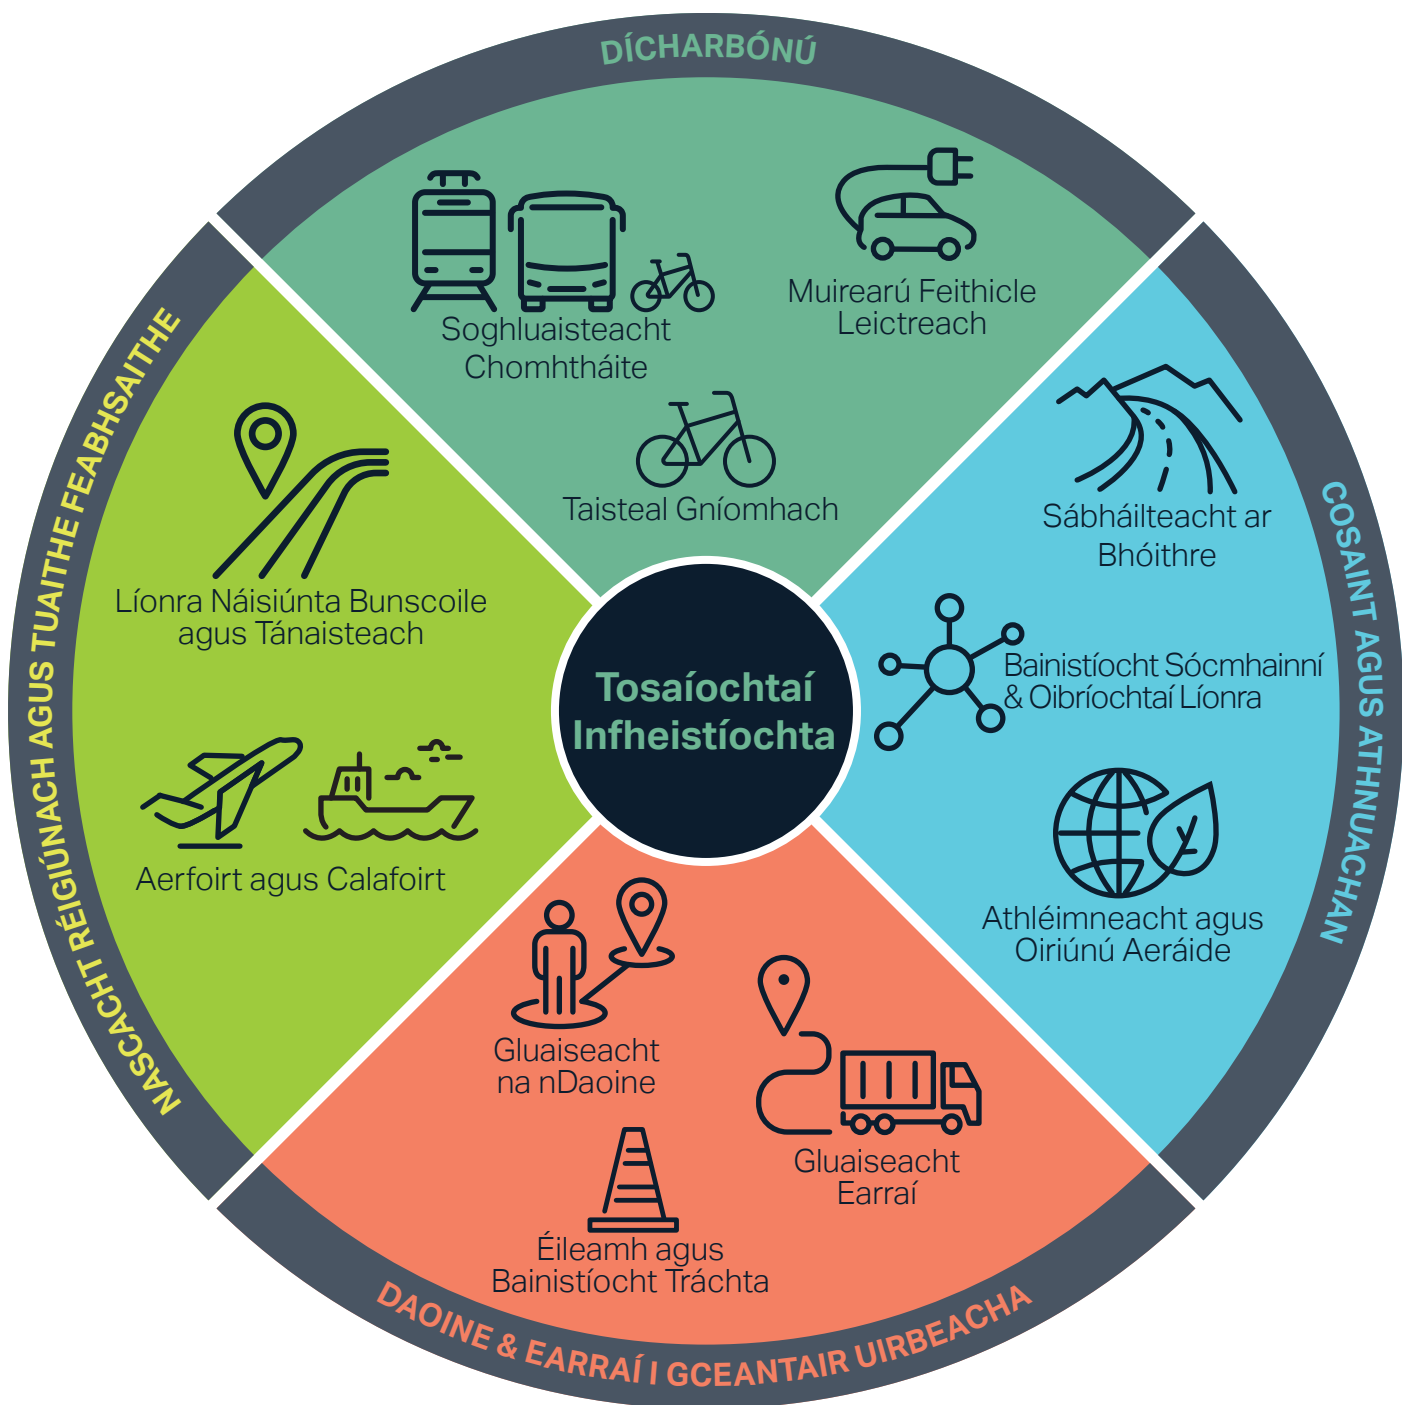 DÍCHARBÓNÚ
Soghluaisteacht
Chomhtháite
Muirearú Feithicle
Leictreach
Taisteal Gníomhach
COSAINT AGUS ATHNUACHAN
Sábháilteacht ar
Bhóithre
Bainistíocht Sócmhainní
& Oibríochtaí Líonra
Athléimneacht agus
Oiriúnú Aeráide
DAOINE & EARRAÍ I GCEANTAIR UIRBEACHA
Gluaiseacht
na nDaoine
Gluaiseacht
Earraí
Éileamh agus
Bainistíocht Tráchta
NASCACHT RÉIGIÚNACH AGUS TUAITHE FEABHSAITHE
Líonra Náisiúnta Bunscoile
agus Tánaisteach
Aerfoirt agus Calafoirt
Tosaíochtaí
Infheistíochta